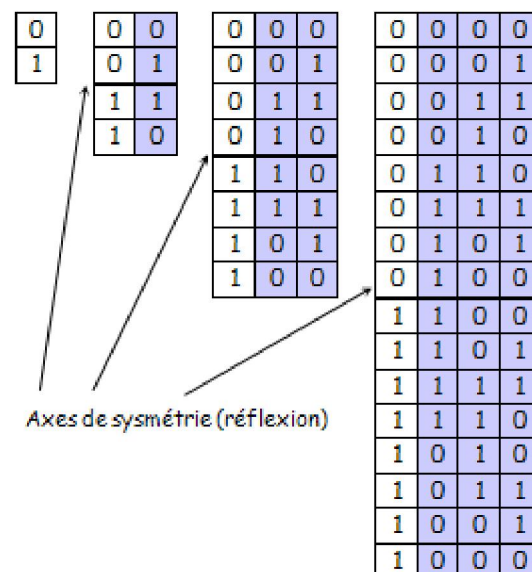 0 0 0 0 0 0 0 0 0 0
1 0 1 0 0 1 0 0 0 1
1 1 0 1 1 0 0 1 1
1 0 0 1 0 0 0 1 0
1 1 0 0 1 1 0
1 1 1 0 1 1 1
1 0 1 0 1 0 1
1 0 0 0 1 0 0
1 1 0 0
1 1 0 1
1 1 1 1
Axes de sysmétrie (réflexion) 1 1 1 0
1 0 1 0
1 0 1 1
1 0 0 1
1 0 0 0